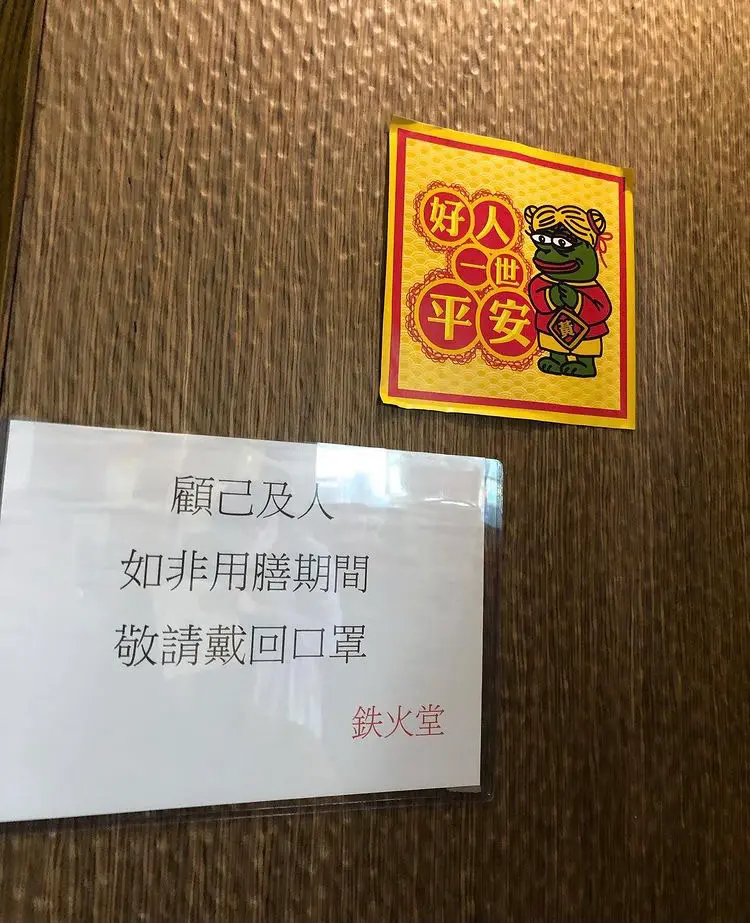 好人
一世
平安
黃
顧己及人
如非用膳期間
敬請戴回口罩
鉄火堂